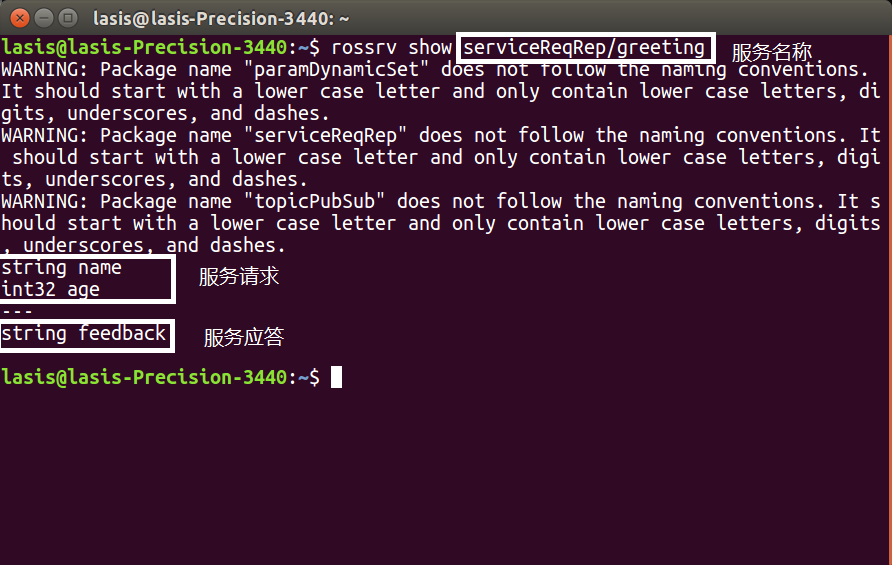 lasis@lasis-Precision-3440: ~
lasis@lasis-Precision-3440:~$ rossrv show serviceReqRep/greeting 服务名称
WARNING: Package name "paramDynamicSet" does not follow the naming conventions.
It should start with a lower case letter and only contain lower case letters, di
gits, underscores, and dashes.
WARNING: Package name "serviceReqRep" does not follow the naming conventions. It
 should start with a lower case letter and only contain lower case letters, digi
ts, underscores, and dashes.
WARNING: Package name "topicPubSub" does not follow the naming conventions. It s
hould start with a lower case letter and only contain lower case letters, digits
, underscores, and dashes.
string name
int32 age
服务请求
---
string feedback 服务应答
lasis@lasis-Precision-3440:~$